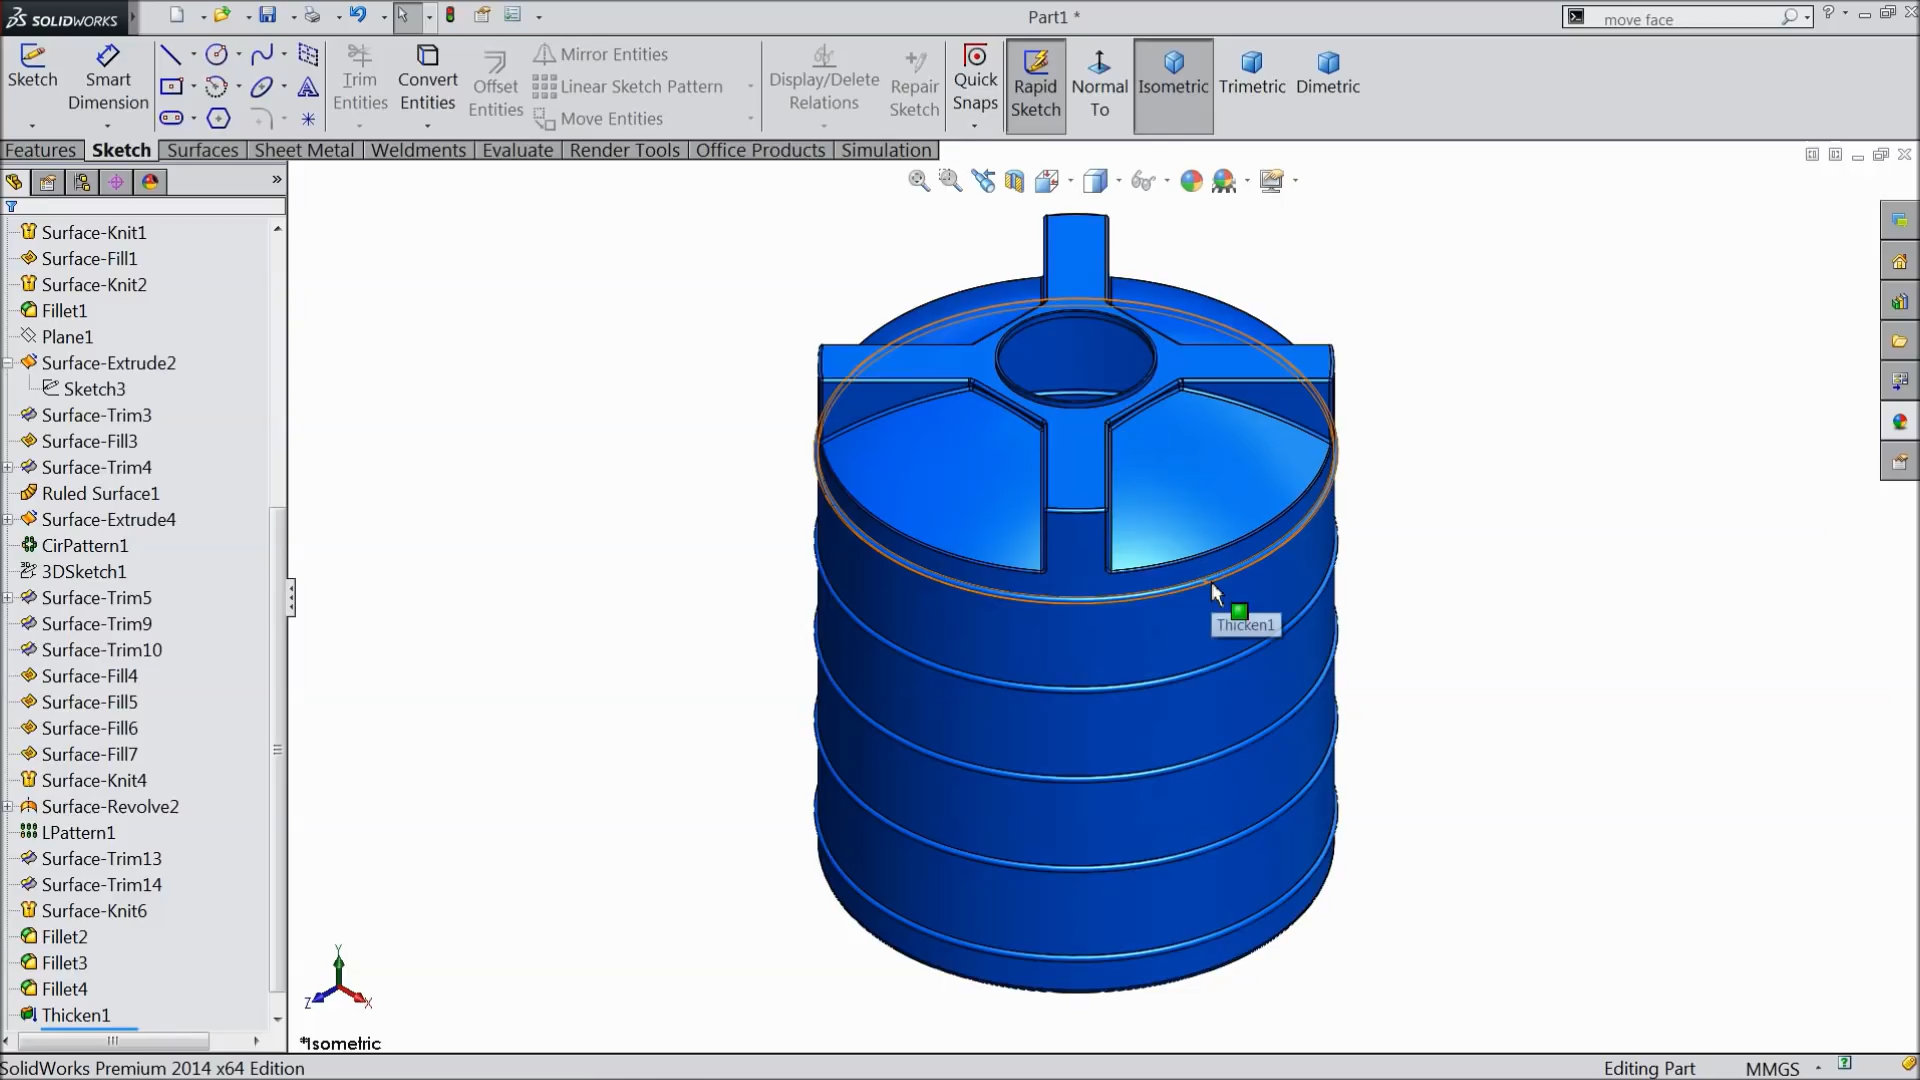 SOLIDWORKS
Part1 *
move face
Sketch
Smart
Dimension
Trim
Entities
Convert
Entities
Offset
Entities
Mirror Entities
Linear Sketch Pattern
Move Entities
Display/Delete
Relations
Repair
Sketch
Quick
Snaps
Rapid
Sketch
Normal
To
Isometric
Trimetric
Dimetric
Features
Sketch
Surfaces
Sheet Metal
Weldments
Evaluate
Render Tools
Office Products
Simulation
Surface-Knit1
Surface-Fill1
Surface-Knit2
Fillet1
Plane1
Surface-Extrude2
Sketch3
Surface-Trim3
Surface-Fill3
Surface-Trim4
Ruled Surface1
Surface-Extrude4
CirPattern1
3DSketch1
Surface-Trim5
Surface-Trim9
Surface-Trim10
Surface-Fill4
Surface-Fill5
Surface-Fill6
Surface-Fill7
Surface-Knit4
Surface-Revolve2
LPattern1
Surface-Trim13
Surface-Trim14
Surface-Knit6
Fillet2
Fillet3
Fillet4
Thicken1
Thicken1
Y
Z
X
*Isometric
SolidWorks Premium 2014 x64 Edition
Editing Part
MMGS